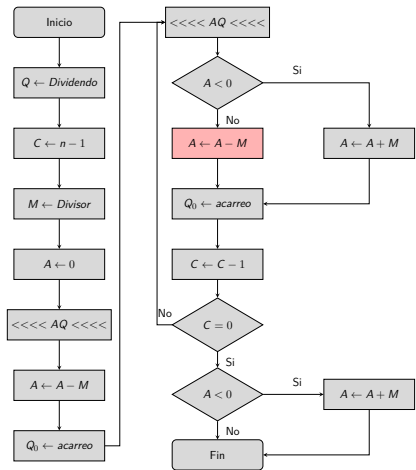 Inicio
Q ← Dividendo
C ← n − 1
M ← Divisor
A ← 0
<<<< AQ <<<<
A ← A − M
Q₀ ← acarreo
<<<< AQ <<<<
A < 0
Si
No
A ← A − M
A ← A + M
Q₀ ← acarreo
C ← C − 1
C = 0
No
Si
A < 0
Si
A ← A + M
No
Fin